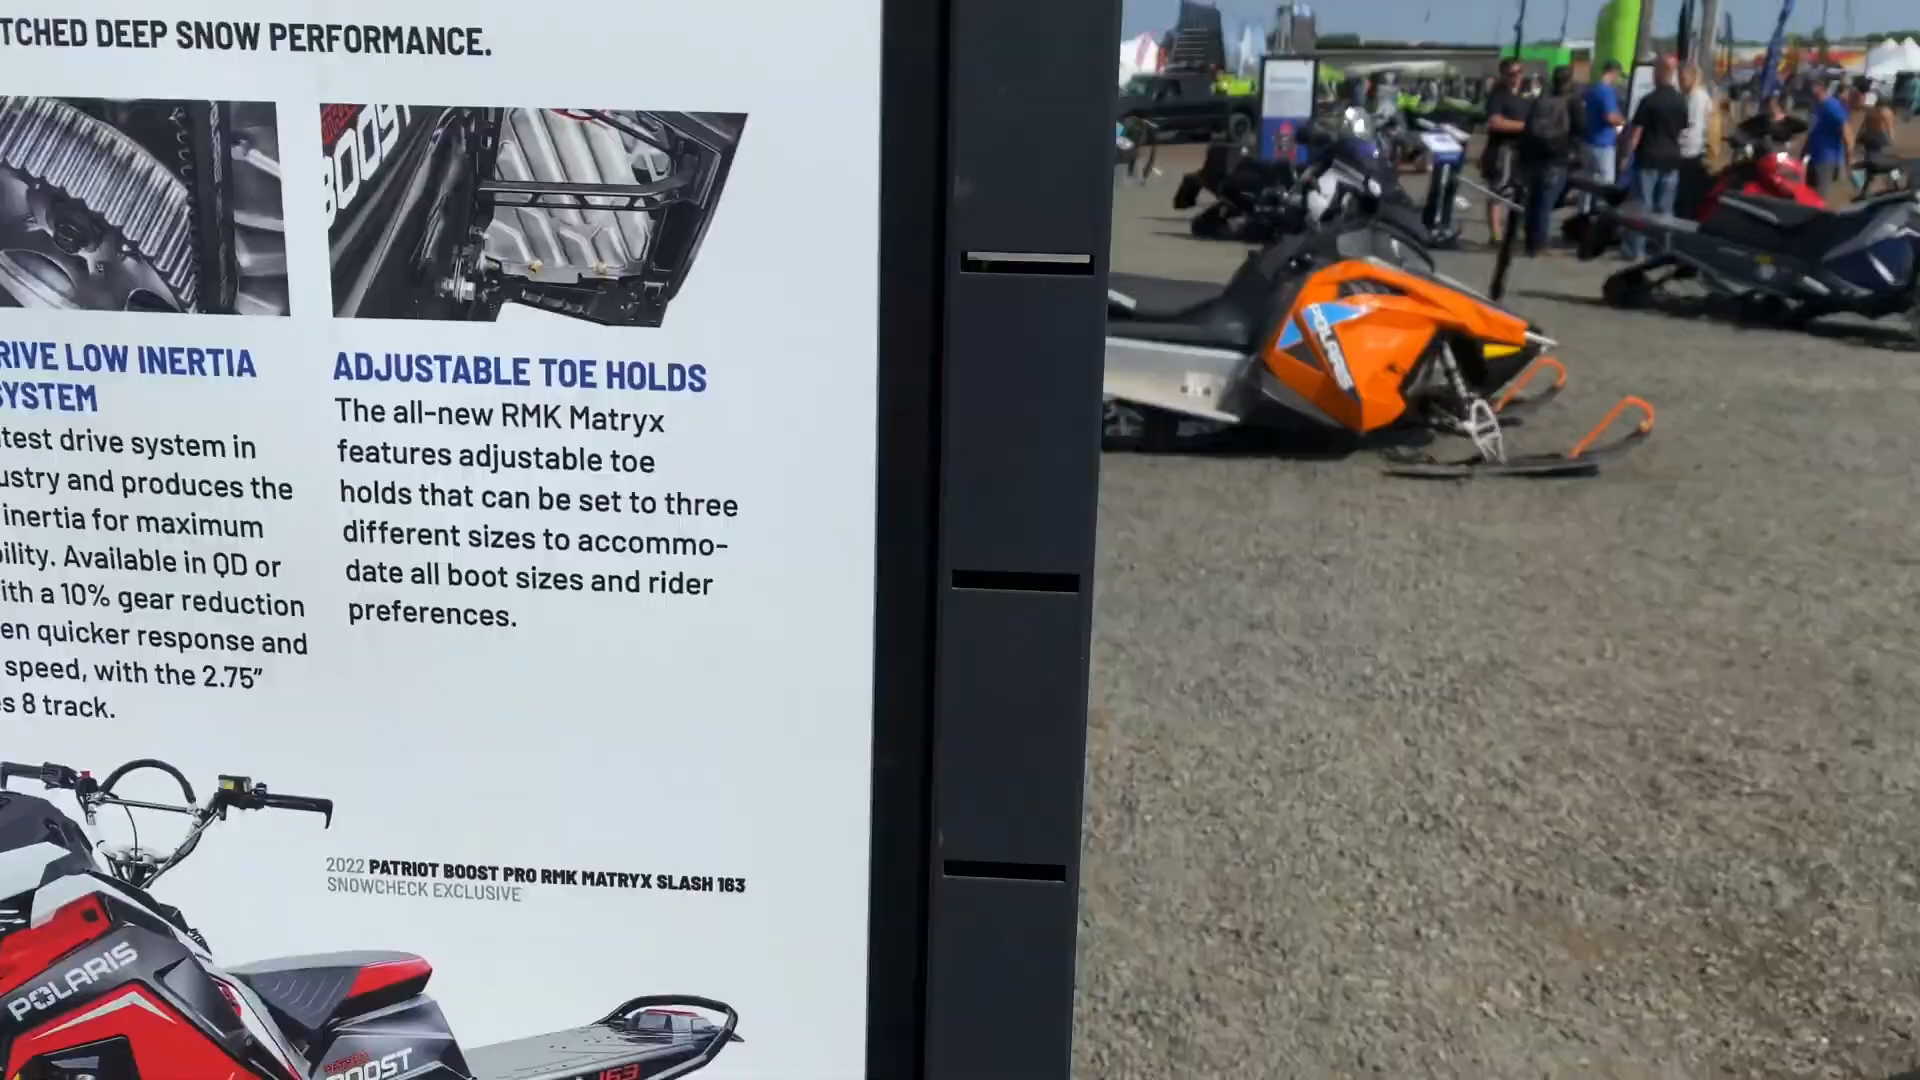 TCHED DEEP SNOW PERFORMANCE.
BOOST
RIVE LOW INERTIA
SYSTEM
test drive system in
ustry and produces the
inertia for maximum
bility. Available in QD or
ith a 10% gear reduction
en quicker response and
speed, with the 2.75”
s 8 track.
ADJUSTABLE TOE HOLDS
The all-new RMK Matryx
features adjustable toe
holds that can be set to three
different sizes to accommo-
date all boot sizes and rider
preferences.
2022 PATRIOT BOOST PRO RMK MATRYX SLASH 163
SNOWCHECK EXCLUSIVE
POLARIS
BOOST
163
POLARIS